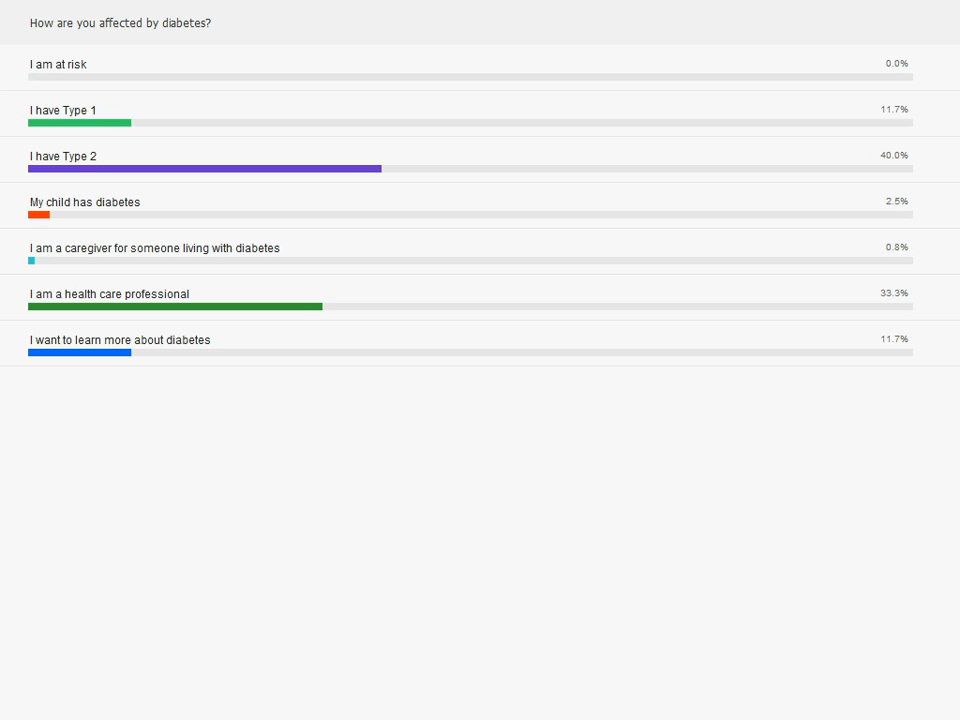 How are you affected by diabetes?
I am at risk 0.0%
I have Type 1 11.7%
I have Type 2 40.0%
My child has diabetes 2.5%
I am a caregiver for someone living with diabetes 0.8%
I am a health care professional 33.3%
I want to learn more about diabetes 11.7%